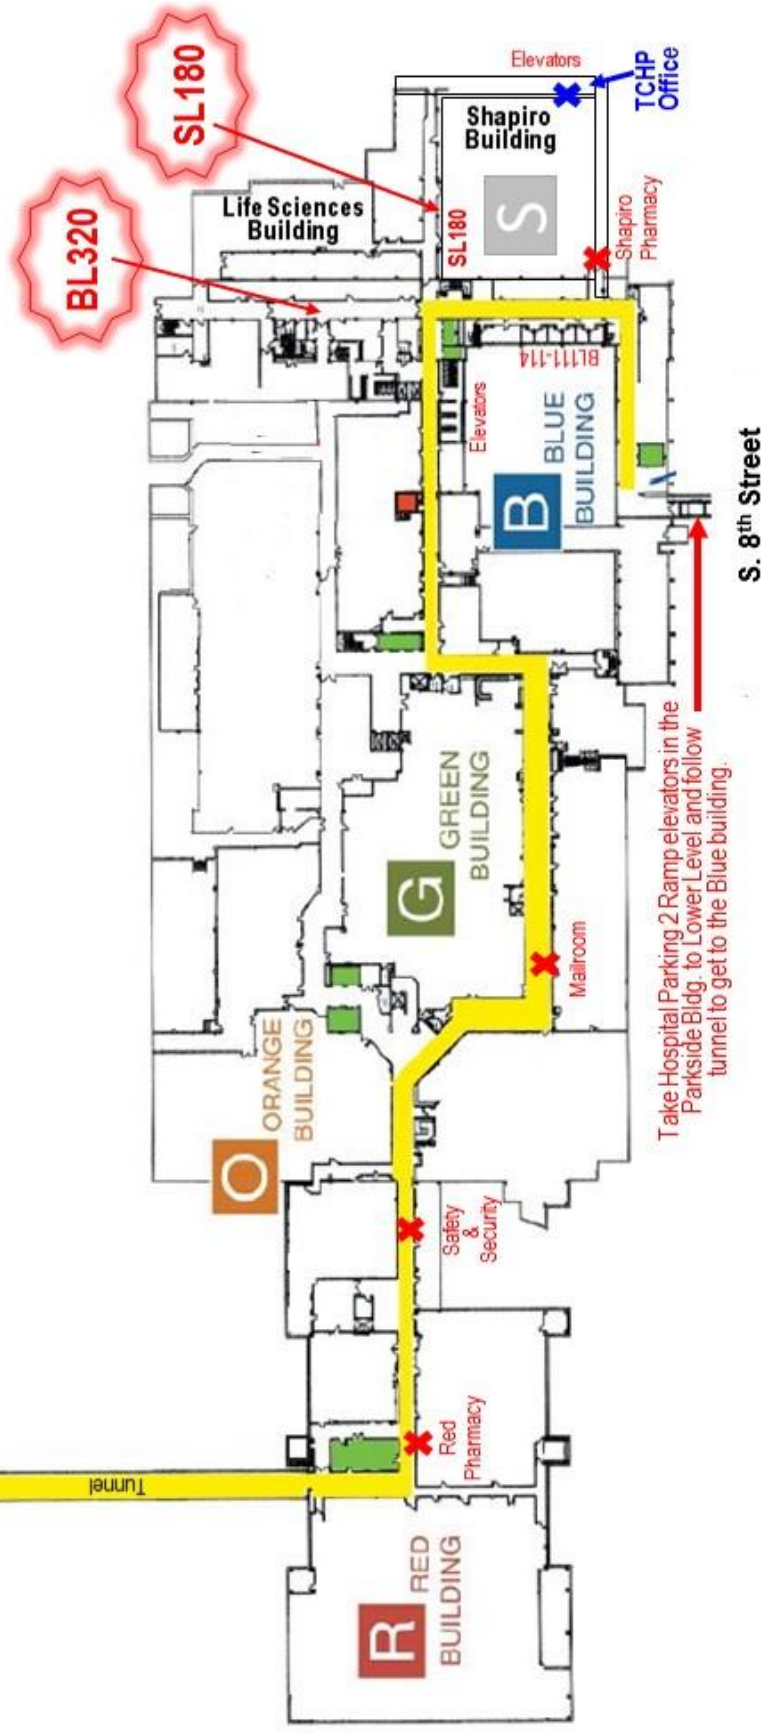 SL180
BL320
Elevators
TCHP
Office
Shapiro
Building
Life Sciences
Building
SL180
S
Shapiro
Pharmacy
BL111-114
Elevators
B
BLUE
BUILDING
S. 8th Street
Take Hospital Parking 2 Ramp elevators in the
Parkside Bldg. to Lower Level and follow
tunnel to get to the Blue building.
G
GREEN
BUILDING
Mailroom
O
ORANGE
BUILDING
Safety
&
Security
Red
Pharmacy
Tunnel
R
RED
BUILDING